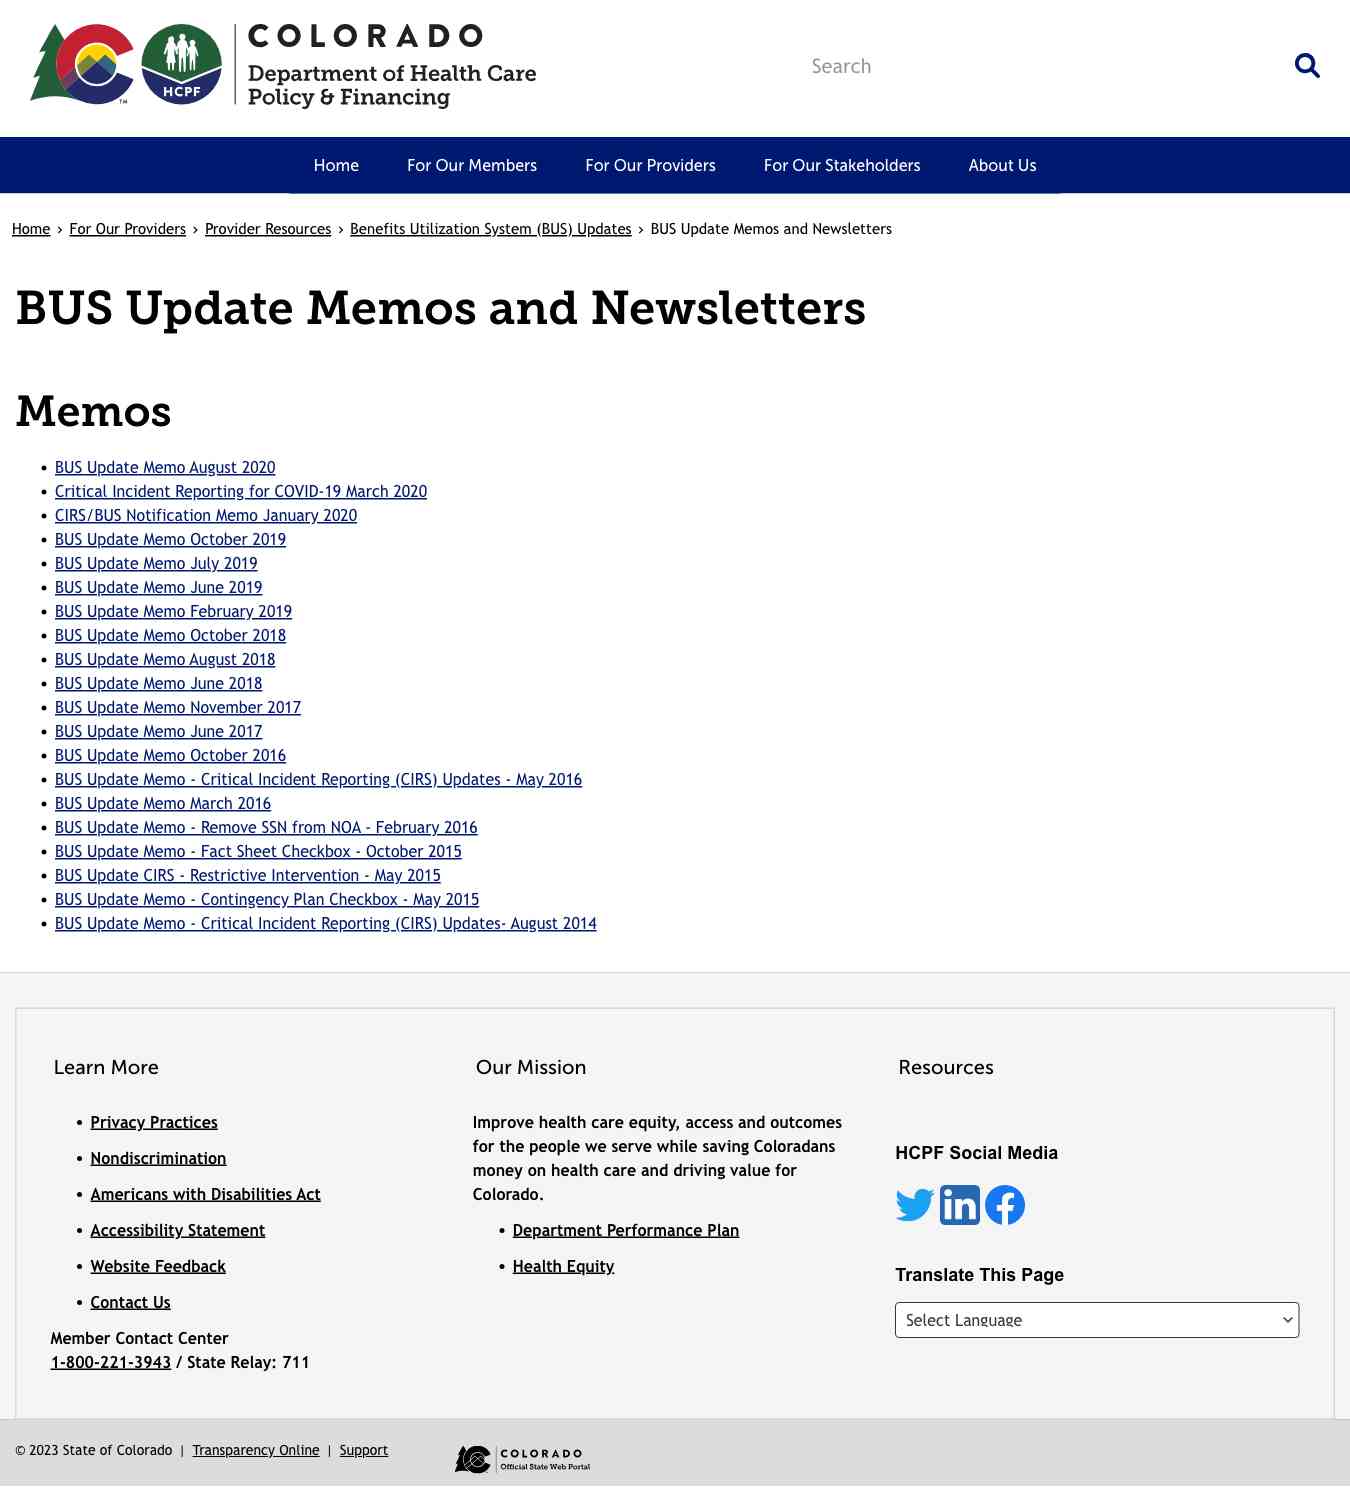 COLORADO
Department of Health Care
Policy & Financing
HCPF
TM
Search
Home
For Our Members
For Our Providers
For Our Stakeholders
About Us
Home › For Our Providers › Provider Resources › Benefits Utilization System (BUS) Updates › BUS Update Memos and Newsletters
BUS Update Memos and Newsletters
Memos
• BUS Update Memo August 2020
• Critical Incident Reporting for COVID-19 March 2020
• CIRS/BUS Notification Memo January 2020
• BUS Update Memo October 2019
• BUS Update Memo July 2019
• BUS Update Memo June 2019
• BUS Update Memo February 2019
• BUS Update Memo October 2018
• BUS Update Memo August 2018
• BUS Update Memo June 2018
• BUS Update Memo November 2017
• BUS Update Memo June 2017
• BUS Update Memo October 2016
• BUS Update Memo - Critical Incident Reporting (CIRS) Updates - May 2016
• BUS Update Memo March 2016
• BUS Update Memo - Remove SSN from NOA - February 2016
• BUS Update Memo - Fact Sheet Checkbox - October 2015
• BUS Update CIRS - Restrictive Intervention - May 2015
• BUS Update Memo - Contingency Plan Checkbox - May 2015
• BUS Update Memo - Critical Incident Reporting (CIRS) Updates- August 2014
Learn More
• Privacy Practices
• Nondiscrimination
• Americans with Disabilities Act
• Accessibility Statement
• Website Feedback
• Contact Us
Member Contact Center
1-800-221-3943 / State Relay: 711
Our Mission
Improve health care equity, access and outcomes
for the people we serve while saving Coloradans
money on health care and driving value for
Colorado.
• Department Performance Plan
• Health Equity
Resources
HCPF Social Media
Translate This Page
Select Language
© 2023 State of Colorado | Transparency Online | Support
COLORADO
Official State Web Portal